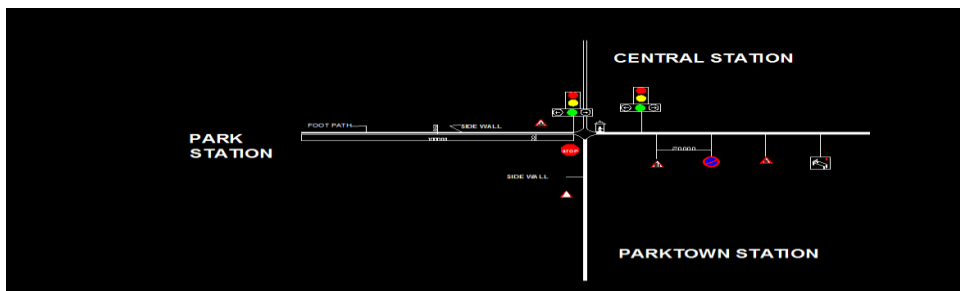 CENTRAL STATION
FOOT PATH
SIDE WALL
PARK
STATION
STOP
SIDE WALL
PARKTOWN STATION